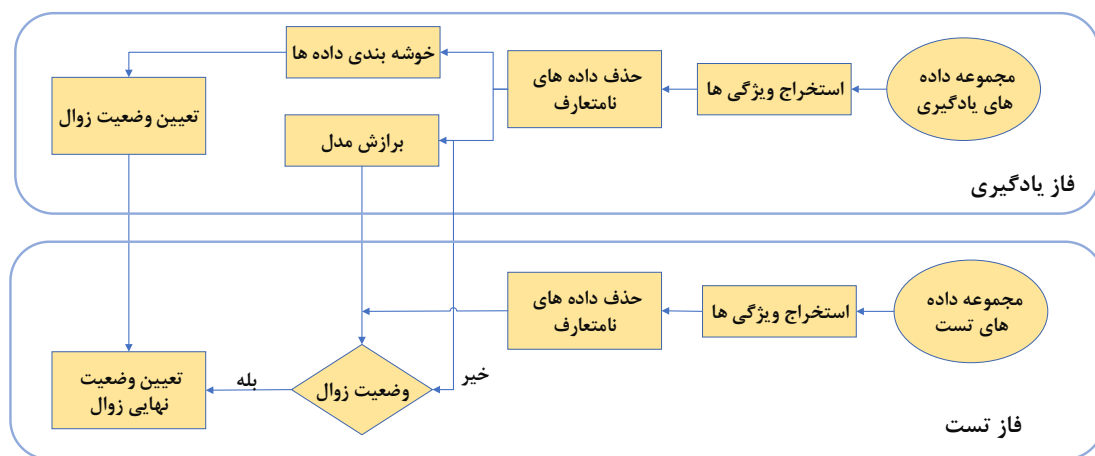 مجموعه داده
های یادگیری
استخراج ویژگی ها
حذف داده های
نامتعارف
خوشه بندی داده ها
تعیین وضعیت زوال
برازش مدل
فاز یادگیری
مجموعه داده
های تست
استخراج ویژگی ها
حذف داده های
نامتعارف
خیر
وضعیت زوال
بله
تعیین وضعیت
نهایی زوال
فاز تست